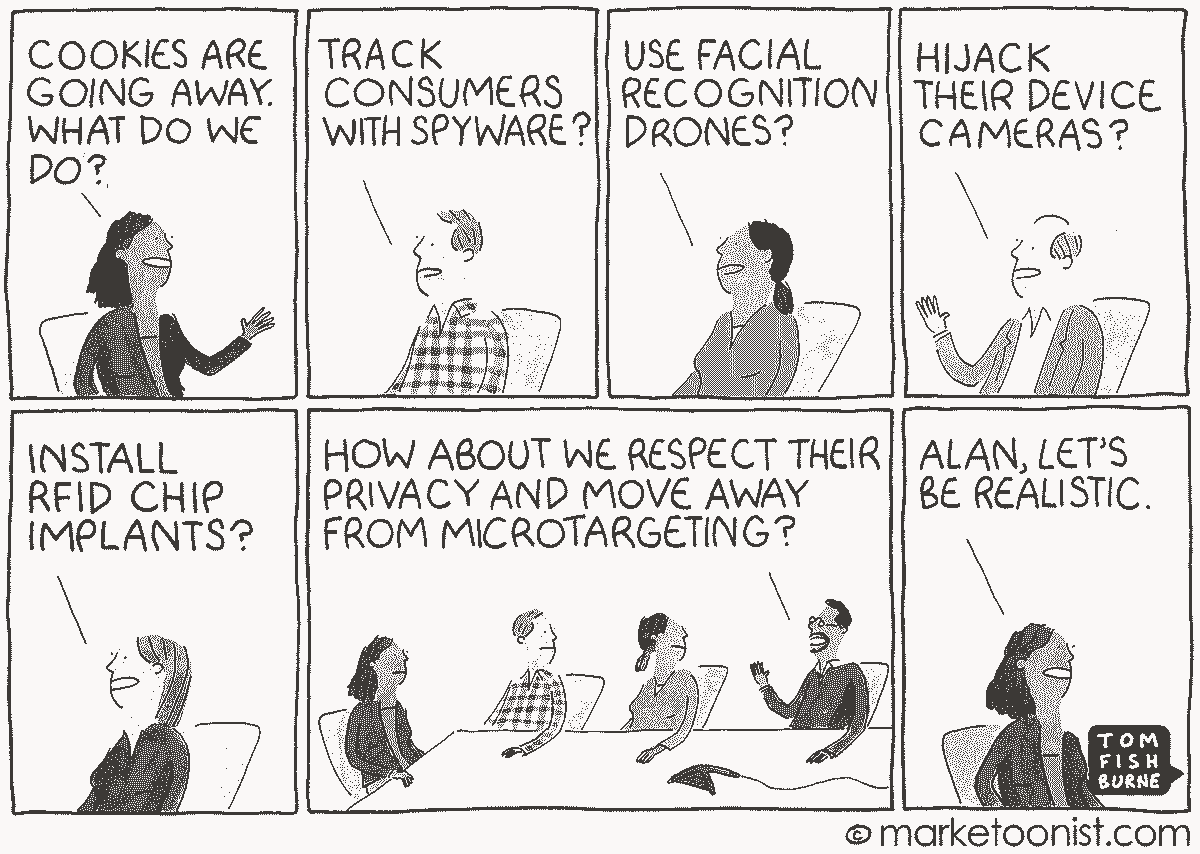 COOKIES ARE
GOING AWAY.
WHAT DO WE
DO?
TRACK
CONSUMERS
WITH SPYWARE?
USE FACIAL
RECOGNITION
DRONES?
HIJACK
THEIR DEVICE
CAMERAS?
INSTALL
RFID CHIP
IMPLANTS?
HOW ABOUT WE RESPECT THEIR
PRIVACY AND MOVE AWAY
FROM MICROTARGETING?
ALAN, LET'S
BE REALISTIC.
TOM
FISH
BURNE
© marketoonist.com